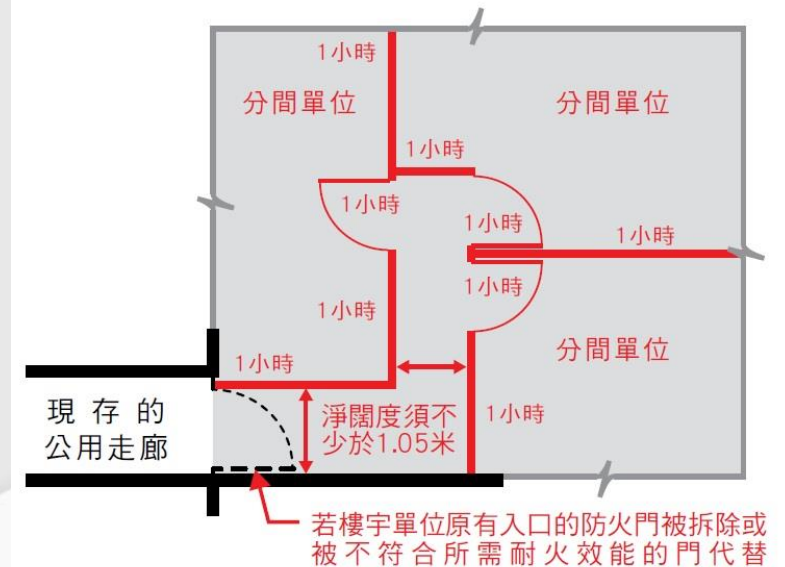 1小時
分間單位
分間單位
1小時
1小時
1小時
1小時
1小時
1小時
分間單位
1小時
現存的
公用走廊
淨闊度須不
少於1.05米
1小時
若樓宇單位原有入口的防火門被拆除或
被不符合所需耐火效能的門代替